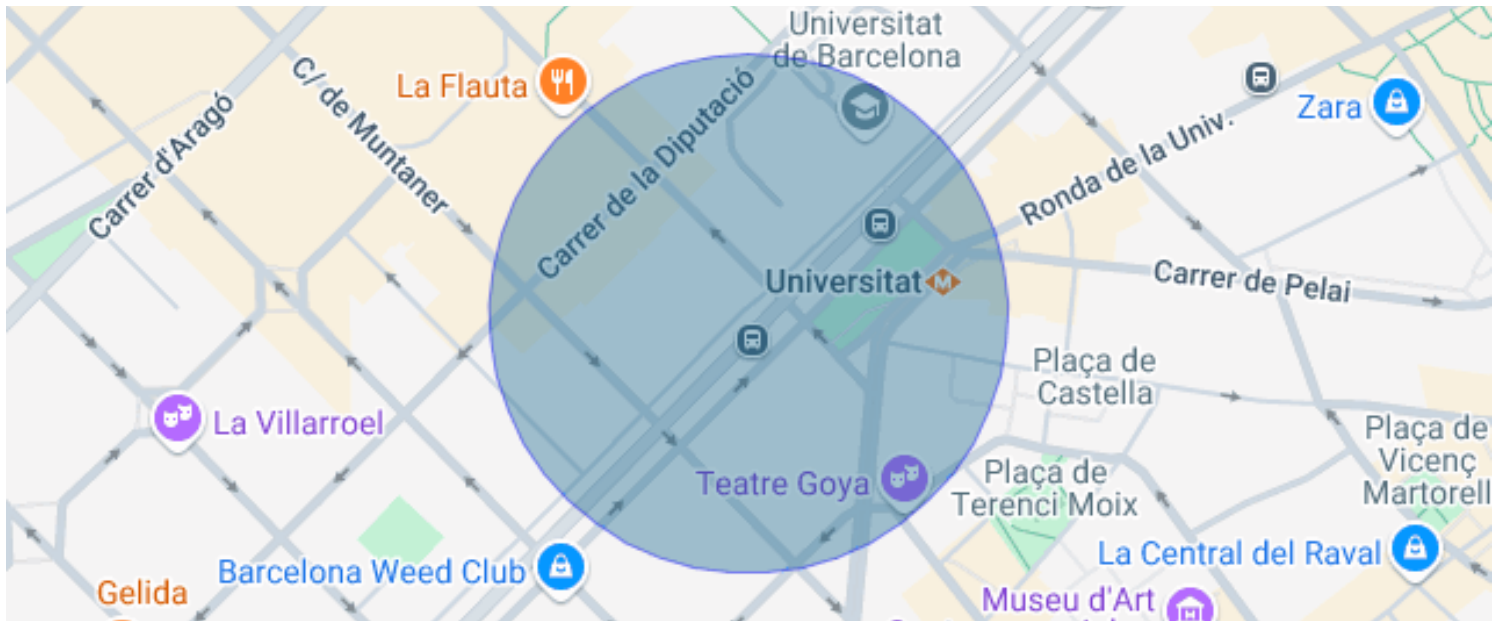 Universitat
de Barcelona
La Flauta
C/ de Muntaner
Carrer d'Aragó
Carrer de la Diputació
Zara
Ronda de la Univ.
Universitat
M
Carrer de Pelai
Plaça de
Castella
La Villarroel
Plaça de
Vicenç
Martorell
Teatre Goya
Plaça de
Terenci Moix
La Central del Raval
Barcelona Weed Club
Gelida
Museu d'Art